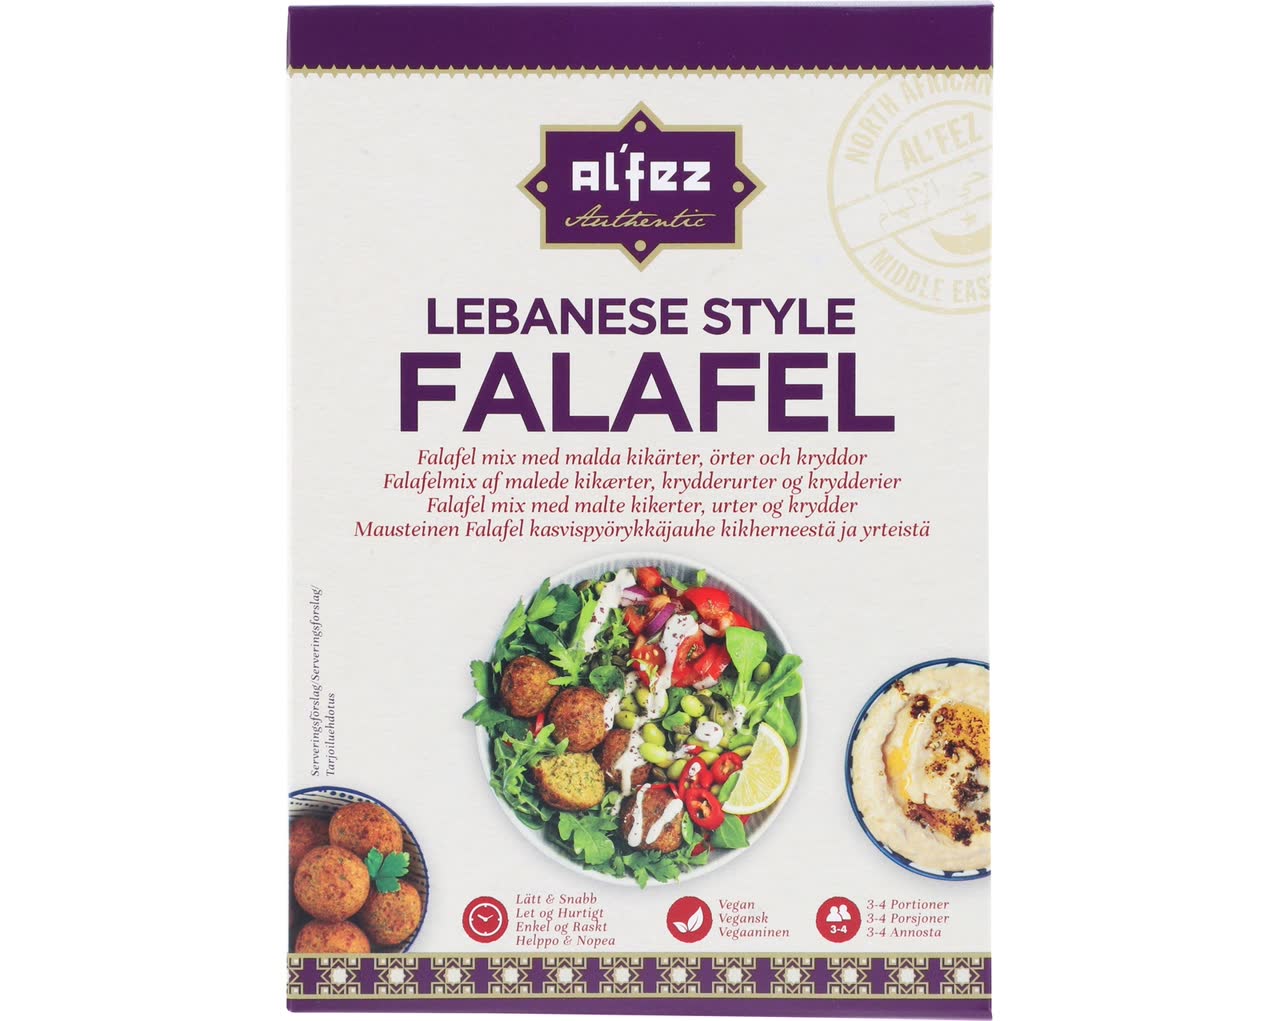 NORTH AFRICAN
AL'FEZ
MIDDLE EAS
al'fez
Authentic
LEBANESE STYLE
FALAFEL
Falafel mix med malda kikärter, örter och kryddor
Falafelmix af malede kikærter, krydderurter og krydderier
Falafel mix med malte kikerter, urter og krydder
Mausteinen Falafel kasvispyörykkäjauhe kikherneestä ja yrteistä
Serveringsförslag/Serveringsforslag/
Tarjoiluehdotus
Lätt & Snabb
Let og Hurtigt
Enkel og Raskt
Helppo & Nopea
Vegan
Vegansk
Vegaaninen
3-4
3-4 Portioner
3-4 Porsjoner
3-4 Annosta